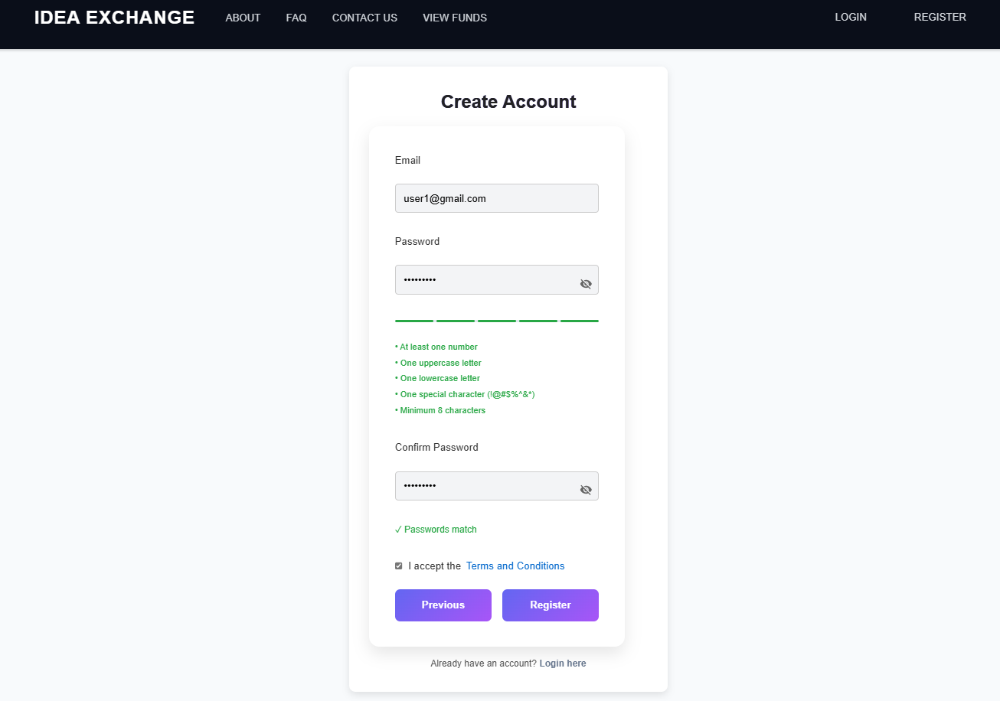 IDEA EXCHANGE ABOUT FAQ CONTACT US VIEW FUNDS LOGIN REGISTER
Create Account
Email
user1@gmail.com
Password
•••••••••
• At least one number
• One uppercase letter
• One lowercase letter
• One special character (!@#$%^&*)
• Minimum 8 characters
Confirm Password
•••••••••
✓ Passwords match
I accept the Terms and Conditions
Previous Register
Already have an account? Login here